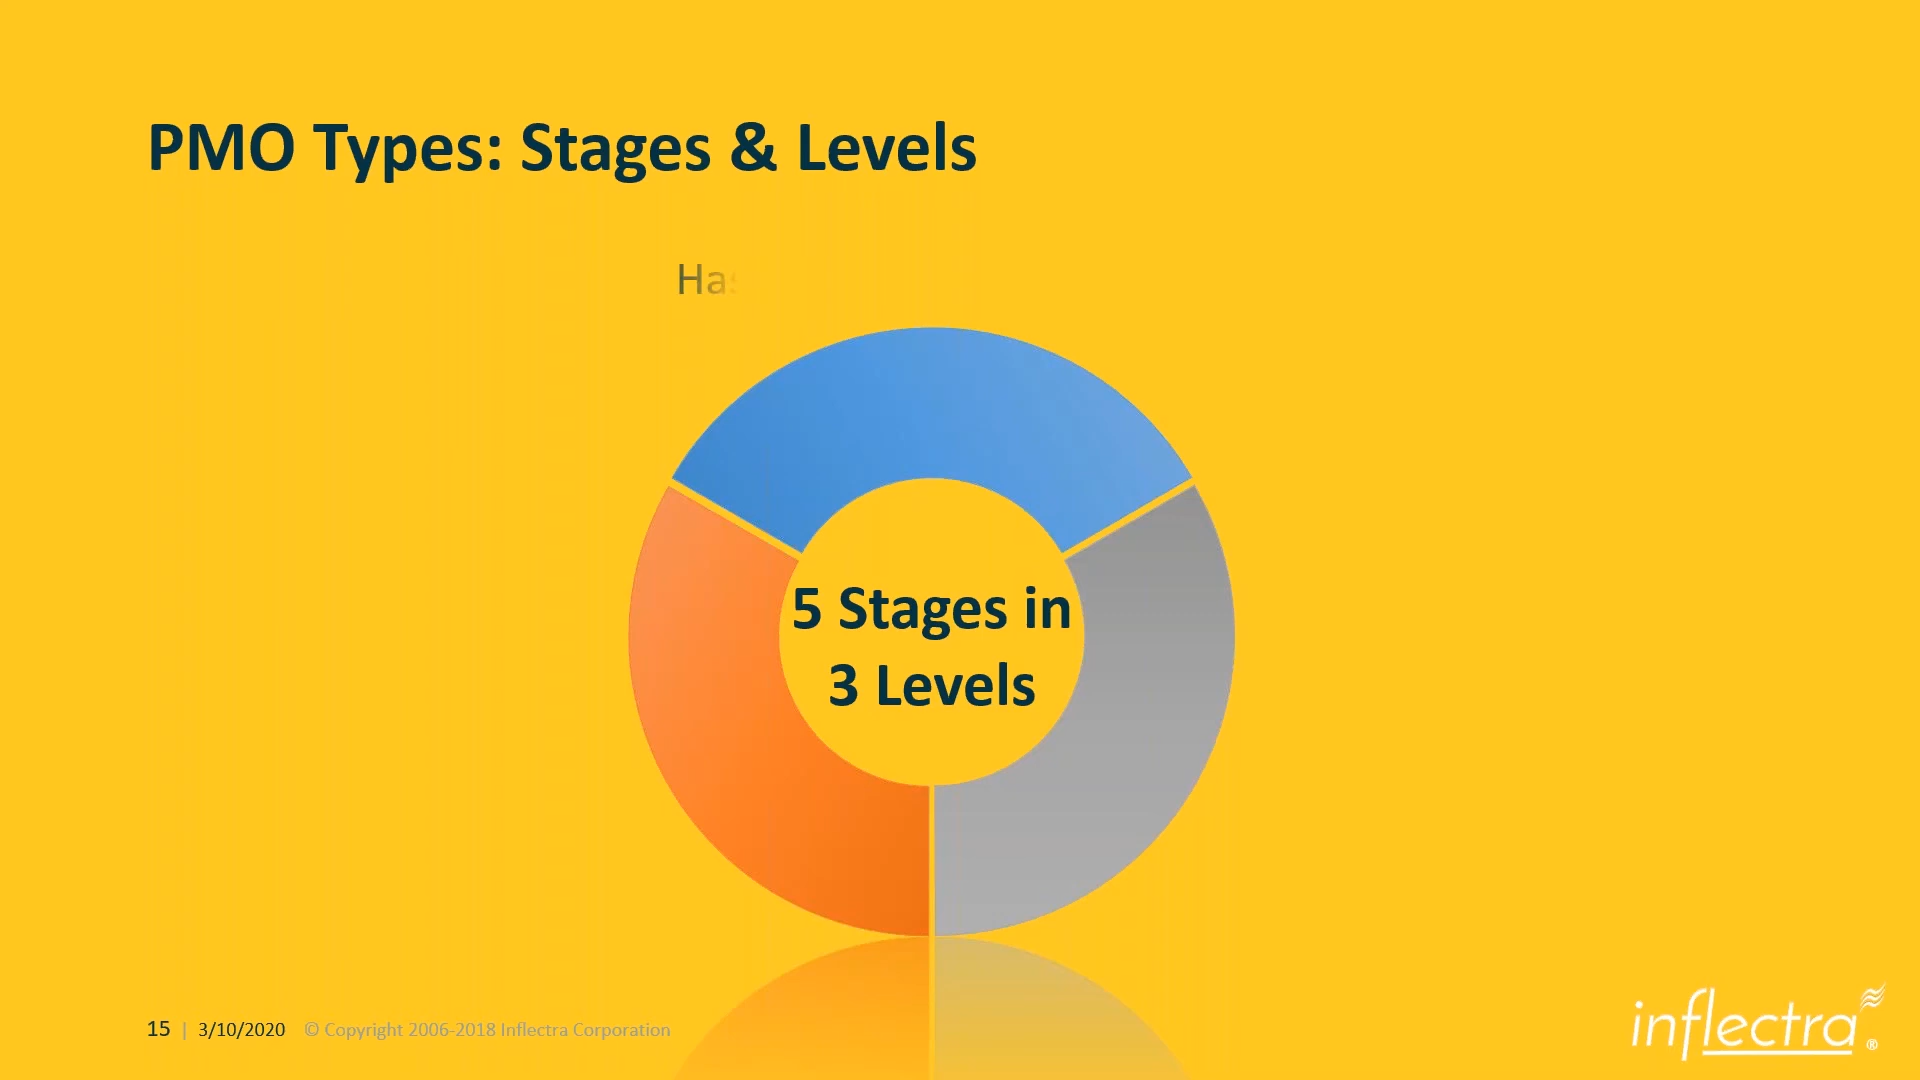 PMO Types: Stages & Levels
5 Stages in
3 Levels
15 | 3/10/2020 © Copyright 2006-2018 Inflectra Corporation
inflectra®